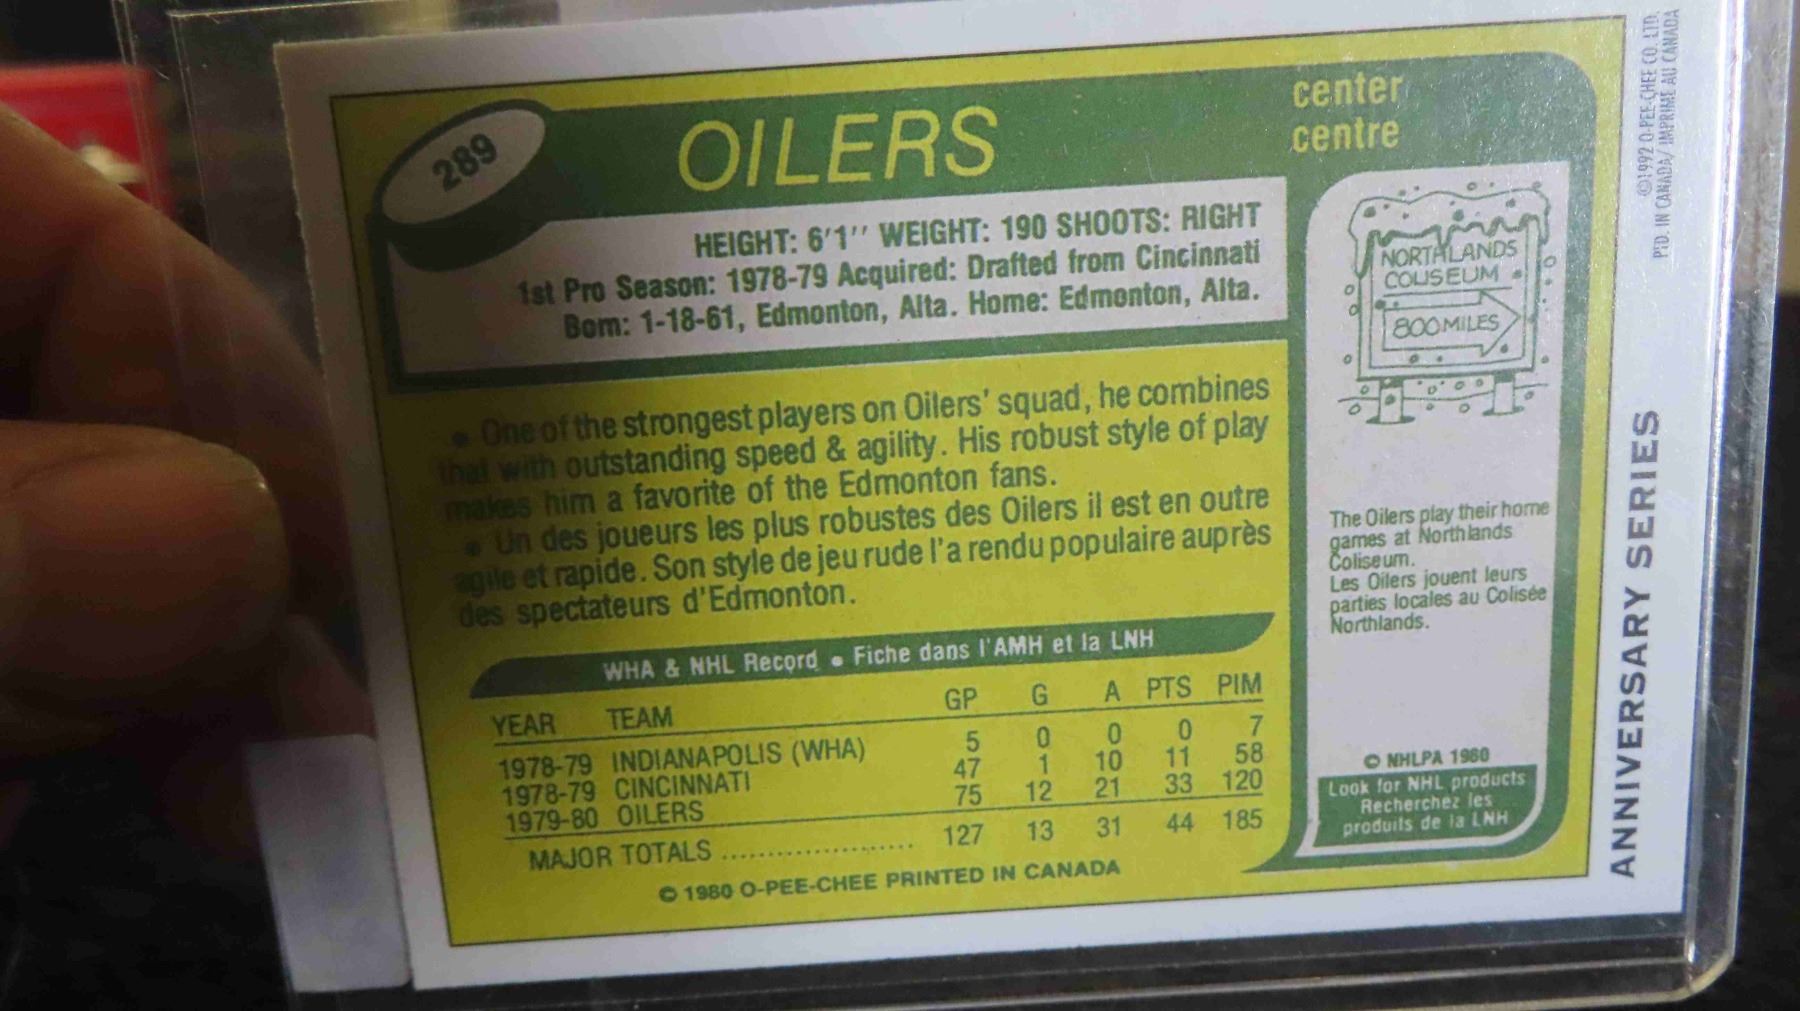 289
OILERS
center
centre
HEIGHT: 6'1'' WEIGHT: 190 SHOOTS: RIGHT
1st Pro Season: 1978-79 Acquired: Drafted from Cincinnati
Born: 1-18-61, Edmonton, Alta. Home: Edmonton, Alta.
• One of the strongest players on Oilers' squad, he combines
that with outstanding speed & agility. His robust style of play
makes him a favorite of the Edmonton fans.
• Un des joueurs les plus robustes des Oilers il est en outre
agile et rapide. Son style de jeu rude l'a rendu populaire auprès
des spectateurs d'Edmonton.
WHA & NHL Record • Fiche dans l'AMH et la LNH
YEAR TEAM GP G A PTS PIM
1978-79 INDIANAPOLIS (WHA) 5 0 0 0 7
1978-79 CINCINNATI 47 1 10 11 58
1979-80 OILERS 75 12 21 33 120
MAJOR TOTALS .................... 127 13 31 44 185
© 1980 O-PEE-CHEE PRINTED IN CANADA
NORTHLANDS
COLISEUM
800 MILES
The Oilers play their home
games at Northlands
Coliseum.
Les Oilers jouent leurs
parties locales au Colisée
Northlands.
© NHLPA 1980
Look for NHL products
Recherchez les
produits de la LNH
©1992 O-PEE-CHEE CO. LTD.
PTD. IN CANADA/ IMPRIMÉ AU CANADA
ANNIVERSARY SERIES